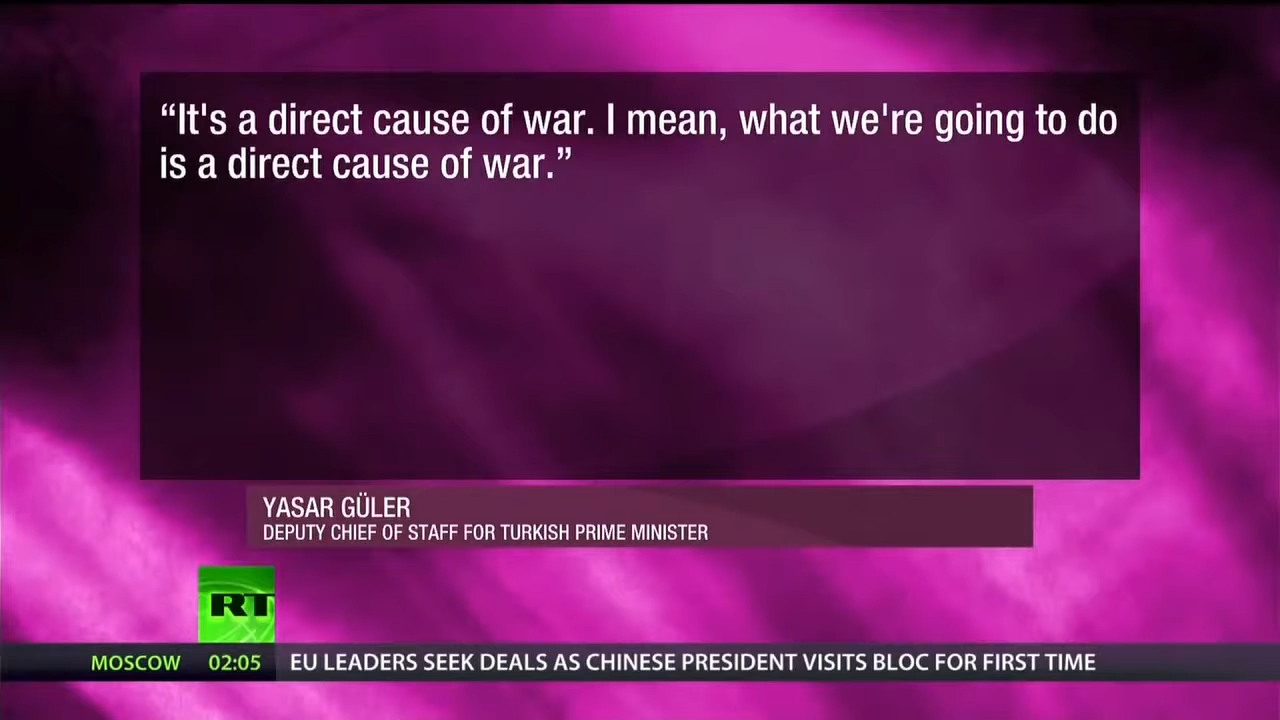 “It's a direct cause of war. I mean, what we're going to do
is a direct cause of war.”
YASAR GÜLER
DEPUTY CHIEF OF STAFF FOR TURKISH PRIME MINISTER
RT
MOSCOW 02:05 EU LEADERS SEEK DEALS AS CHINESE PRESIDENT VISITS BLOC FOR FIRST TIME